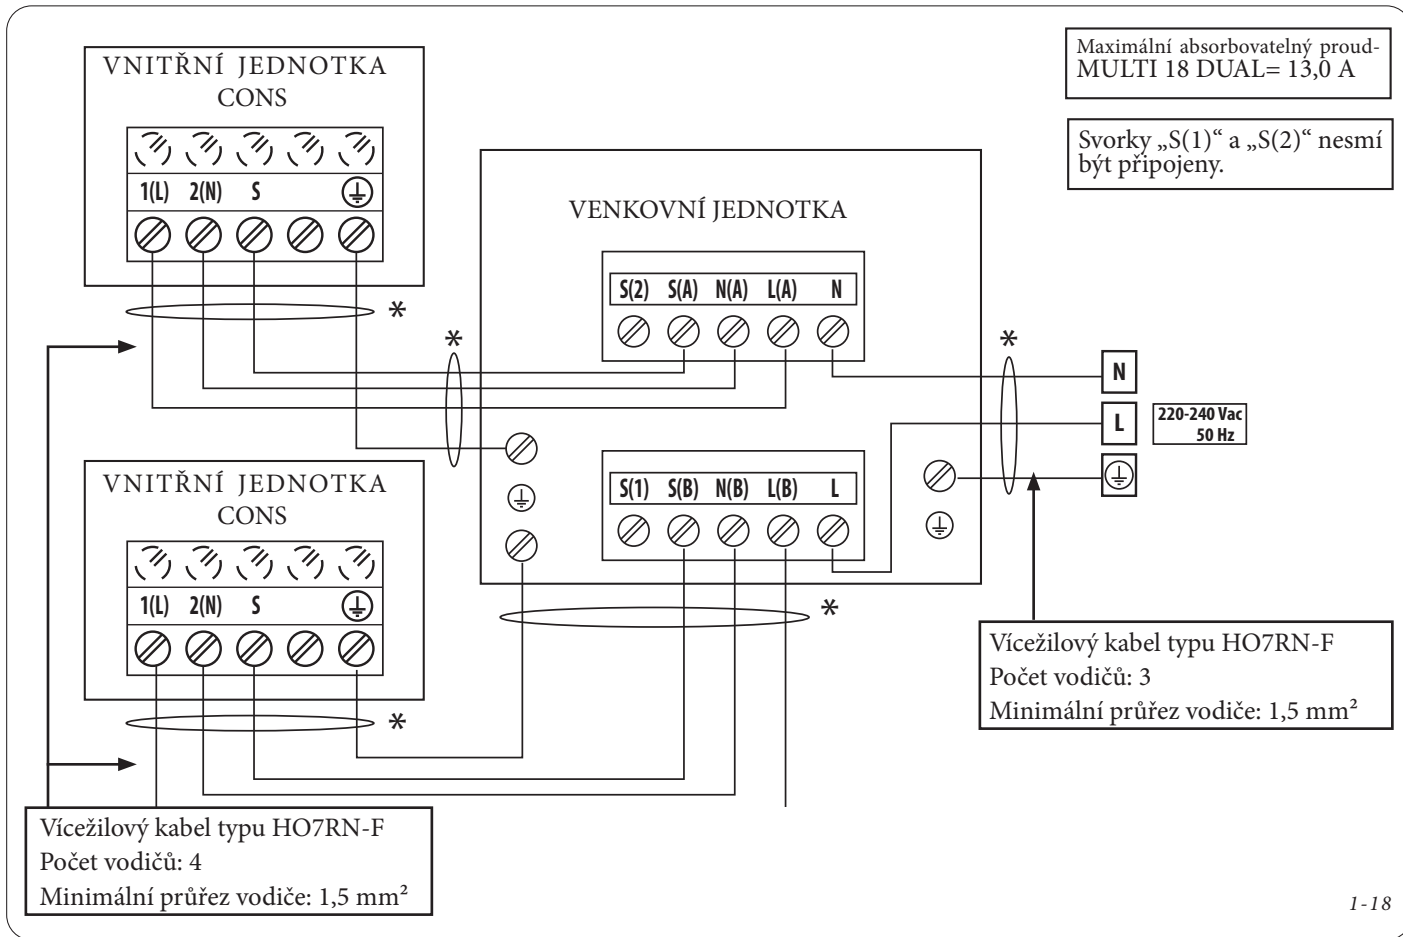 VNITŘNÍ JEDNOTKA
CONS
1(L) 2(N) S
*
Maximální absorbovatelný proud-
MULTI 18 DUAL= 13,0 A
Svorky „S(1)“ a „S(2)“ nesmí
být připojeny.
VENKOVNÍ JEDNOTKA
S(2) S(A) N(A) L(A) N
*
*
N
L
220-240 Vac
50 Hz
S(1) S(B) N(B) L(B) L
*
VNITŘNÍ JEDNOTKA
CONS
1(L) 2(N) S
*
Vícežilový kabel typu HO7RN-F
Počet vodičů: 3
Minimální průřez vodiče: 1,5 mm²
Vícežilový kabel typu HO7RN-F
Počet vodičů: 4
Minimální průřez vodiče: 1,5 mm²
1-18